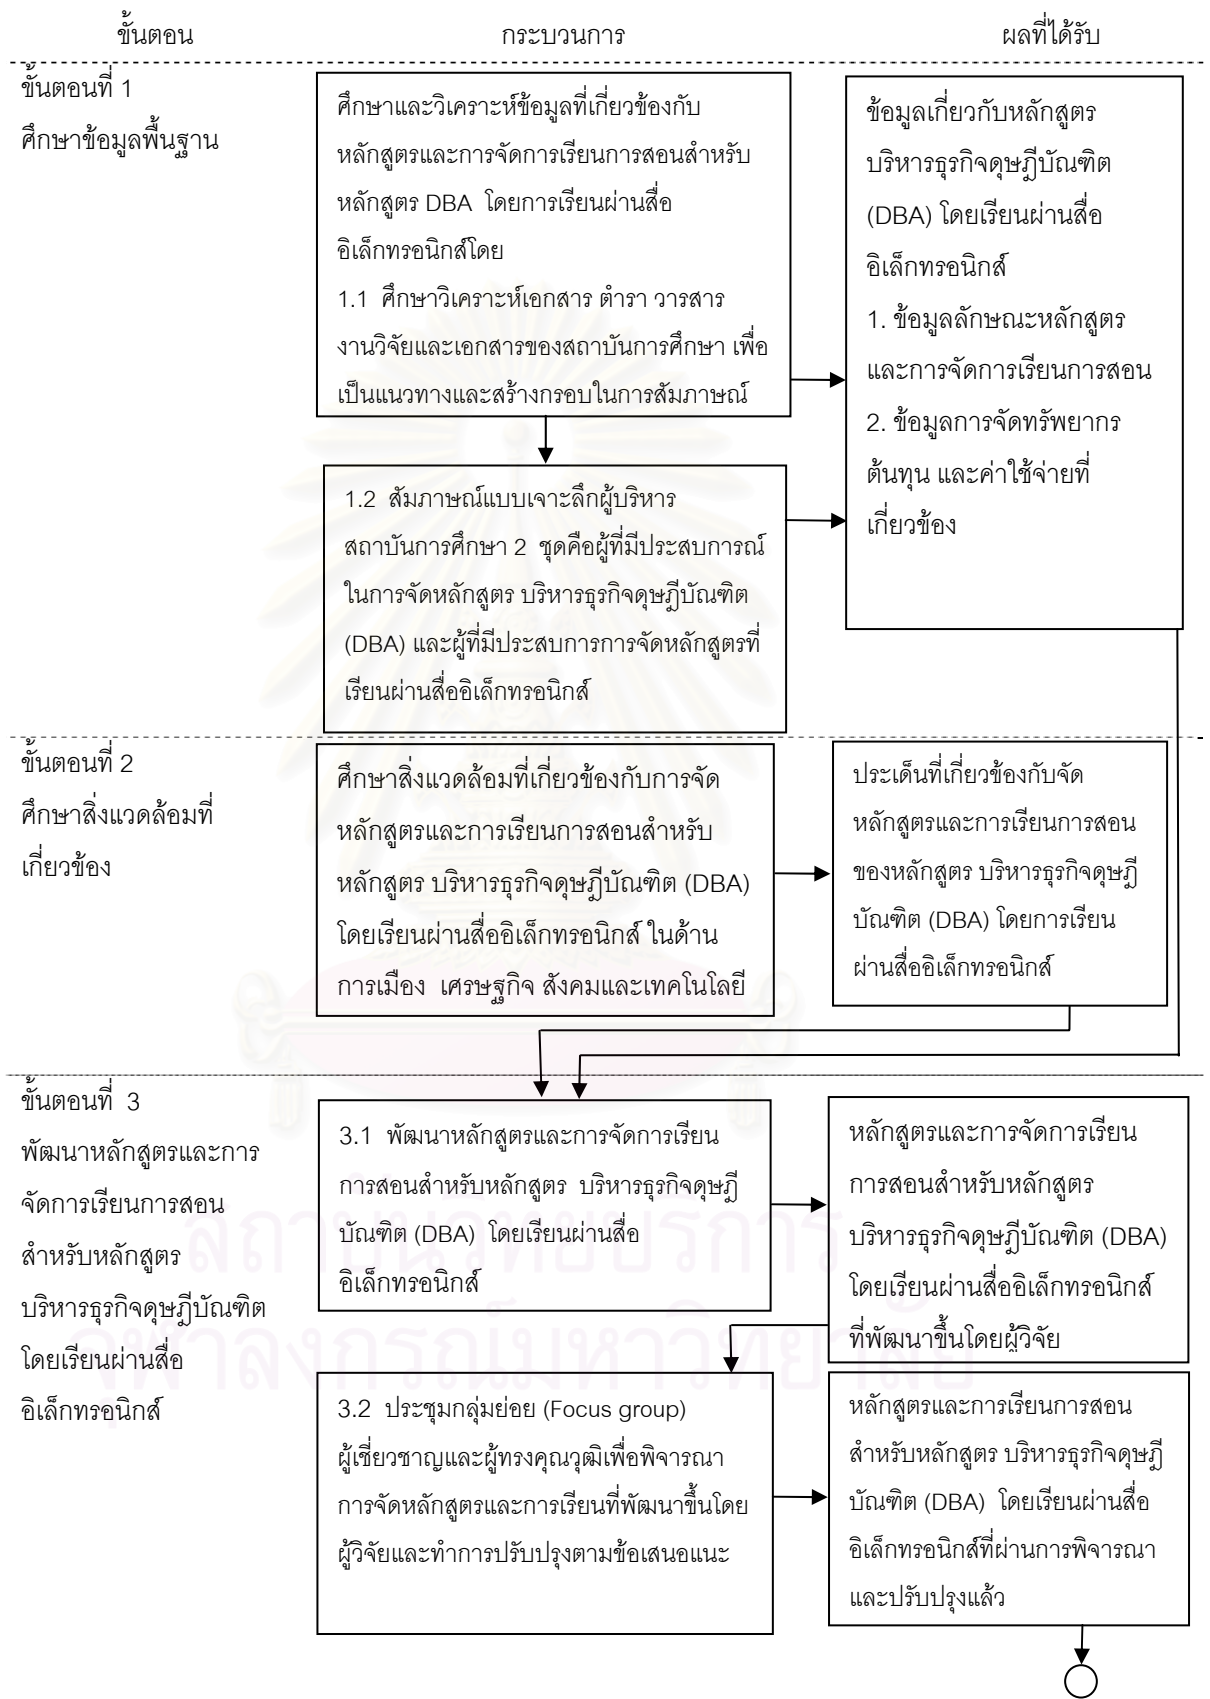 ขั้นตอน กระบวนการ ผลที่ได้รับ
ขั้นตอนที่ 1
ศึกษาข้อมูลพื้นฐาน
ศึกษาและวิเคราะห์ข้อมูลที่เกี่ยวข้องกับ
หลักสูตรและการจัดการเรียนการสอนสำหรับ
หลักสูตร DBA โดยการเรียนผ่านสื่อ
อิเล็กทรอนิกส์โดย
1.1 ศึกษาวิเคราะห์เอกสาร ตำรา วารสาร
งานวิจัยและเอกสารของสถาบันการศึกษา เพื่อ
เป็นแนวทางและสร้างกรอบในการสัมภาษณ์
ข้อมูลเกี่ยวกับหลักสูตร
บริหารธุรกิจดุษฎีบัณฑิต
(DBA) โดยเรียนผ่านสื่อ
อิเล็กทรอนิกส์
1. ข้อมูลลักษณะหลักสูตร
และการจัดการเรียนการสอน
2. ข้อมูลการจัดทรัพยากร
ต้นทุน และค่าใช้จ่ายที่
เกี่ยวข้อง
1.2 สัมภาษณ์แบบเจาะลึกผู้บริหาร
สถาบันการศึกษา 2 ชุดคือผู้ที่มีประสบการณ์
ในการจัดหลักสูตร บริหารธุรกิจดุษฎีบัณฑิต
(DBA) และผู้ที่มีประสบการการจัดหลักสูตรที่
เรียนผ่านสื่ออิเล็กทรอนิกส์
ขั้นตอนที่ 2
ศึกษาสิ่งแวดล้อมที่
เกี่ยวข้อง
ศึกษาสิ่งแวดล้อมที่เกี่ยวข้องกับการจัด
หลักสูตรและการเรียนการสอนสำหรับ
หลักสูตร บริหารธุรกิจดุษฎีบัณฑิต (DBA)
โดยเรียนผ่านสื่ออิเล็กทรอนิกส์ ในด้าน
การเมือง เศรษฐกิจ สังคมและเทคโนโลยี
ประเด็นที่เกี่ยวข้องกับจัด
หลักสูตรและการเรียนการสอน
ของหลักสูตร บริหารธุรกิจดุษฎี
บัณฑิต (DBA) โดยการเรียน
ผ่านสื่ออิเล็กทรอนิกส์
ขั้นตอนที่ 3
พัฒนาหลักสูตรและการ
จัดการเรียนการสอน
สำหรับหลักสูตร
บริหารธุรกิจดุษฎีบัณฑิต
โดยเรียนผ่านสื่อ
อิเล็กทรอนิกส์
3.1 พัฒนาหลักสูตรและการจัดการเรียน
การสอนสำหรับหลักสูตร บริหารธุรกิจดุษฎี
บัณฑิต (DBA) โดยเรียนผ่านสื่อ
อิเล็กทรอนิกส์
หลักสูตรและการจัดการเรียน
การสอนสำหรับหลักสูตร
บริหารธุรกิจดุษฎีบัณฑิต (DBA)
โดยเรียนผ่านสื่ออิเล็กทรอนิกส์
ที่พัฒนาขึ้นโดยผู้วิจัย
3.2 ประชุมกลุ่มย่อย (Focus group)
ผู้เชี่ยวชาญและผู้ทรงคุณวุฒิเพื่อพิจารณา
การจัดหลักสูตรและการเรียนที่พัฒนาขึ้นโดย
ผู้วิจัยและทำการปรับปรุงตามข้อเสนอแนะ
หลักสูตรและการเรียนการสอน
สำหรับหลักสูตร บริหารธุรกิจดุษฎี
บัณฑิต (DBA) โดยเรียนผ่านสื่อ
อิเล็กทรอนิกส์ที่ผ่านการพิจารณา
และปรับปรุงแล้ว
สถาบันวิทยบริการ
จุฬาลงกรณ์มหาวิทยาลัย